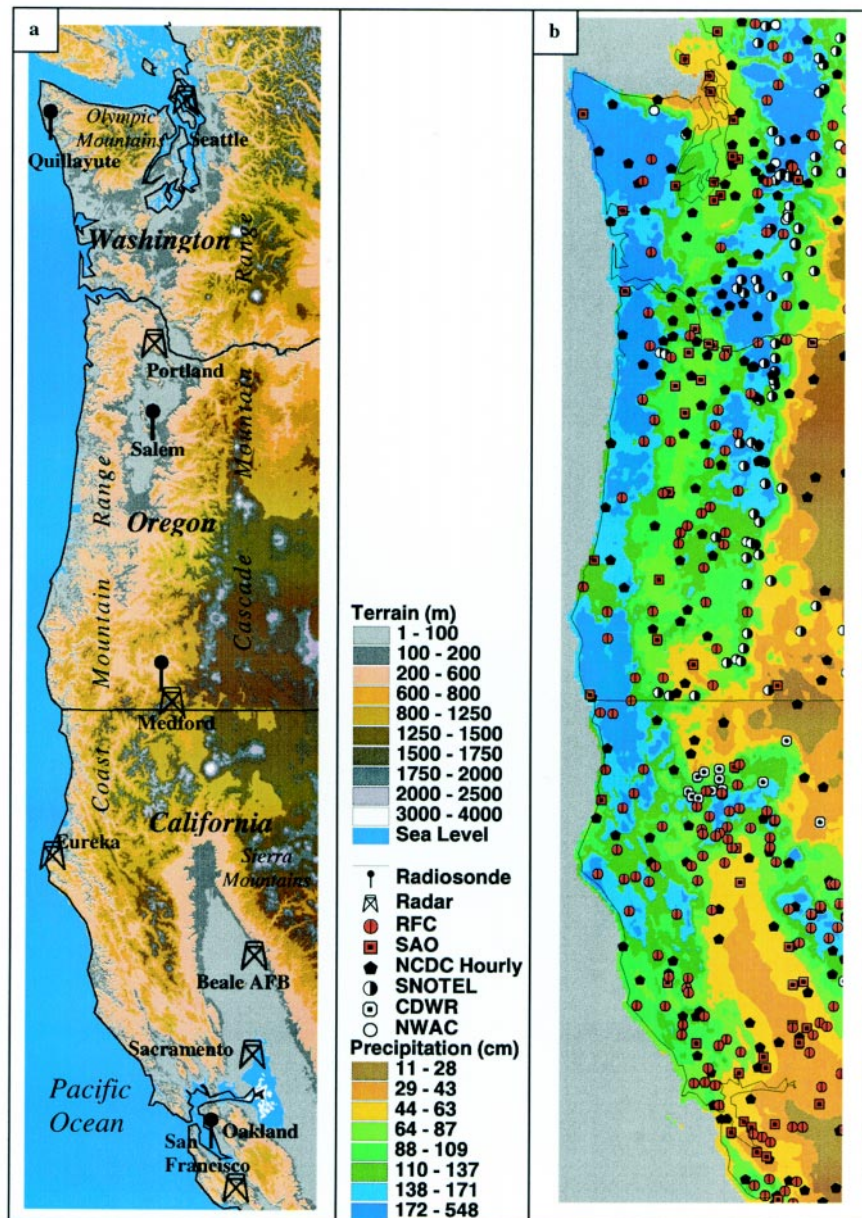 a
Olympic
Mountains
Seattle
Quillayute
Washington
Range
Portland
Mountain
Salem
Range
Oregon
Cascade
Mountain
Medford
Coast
California
Eureka
Sierra
Mountains
Beale AFB
Sacramento
Pacific
Ocean
Oakland
San
Francisco
Terrain (m)
1 - 100
100 - 200
200 - 600
600 - 800
800 - 1250
1250 - 1500
1500 - 1750
1750 - 2000
2000 - 2500
3000 - 4000
Sea Level
Radiosonde
Radar
RFC
SAO
NCDC Hourly
SNOTEL
CDWR
NWAC
Precipitation (cm)
11 - 28
29 - 43
44 - 63
64 - 87
88 - 109
110 - 137
138 - 171
172 - 548
b